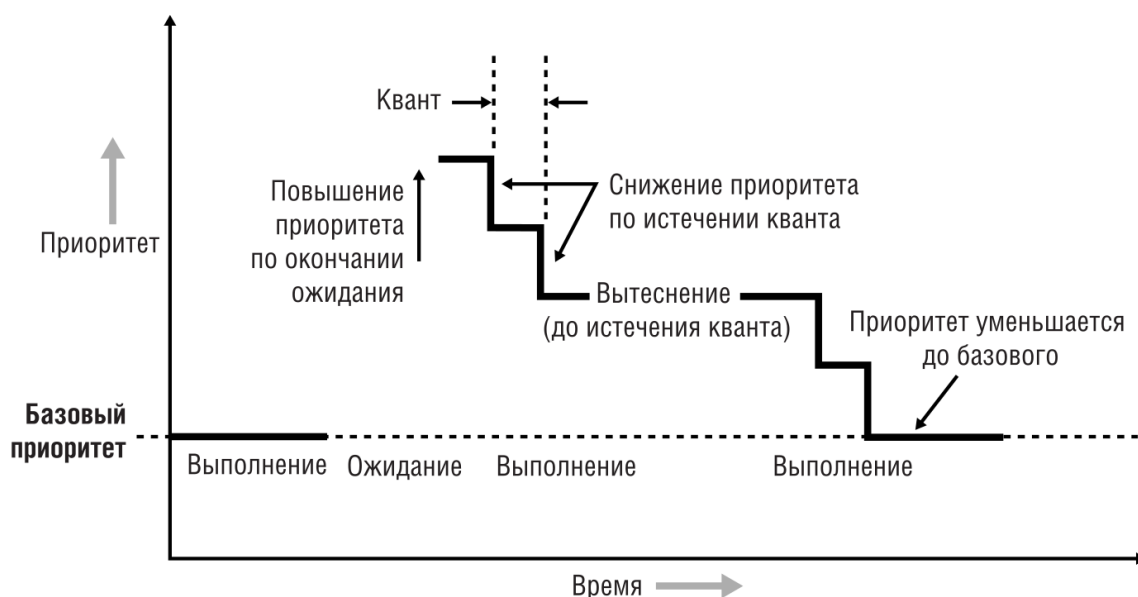 Квант
Повышение
приоритета
по окончании
ожидания
Снижение приоритета
по истечении кванта
Приоритет
Вытеснение
(до истечения кванта)
Приоритет уменьшается
до базового
Базовый
приоритет
Выполнение
Ожидание
Выполнение
Выполнение
Время